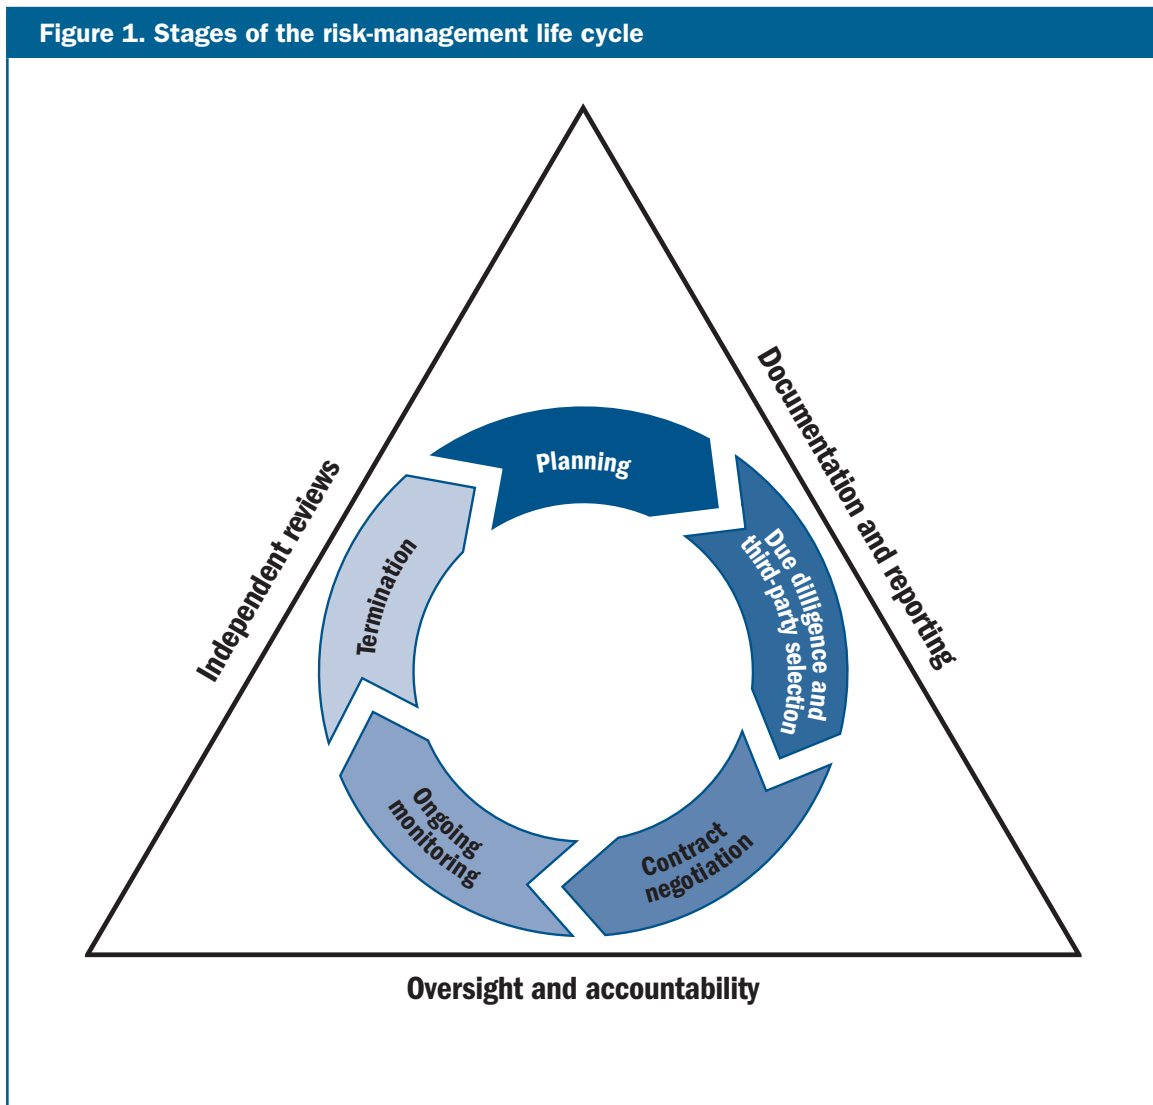 Figure 1. Stages of the risk-management life cycle
Independent reviews
Documentation and reporting
Planning
Due dilligence and
third-party selection
Contract
negotiation
Ongoing
monitoring
Termination
Oversight and accountability